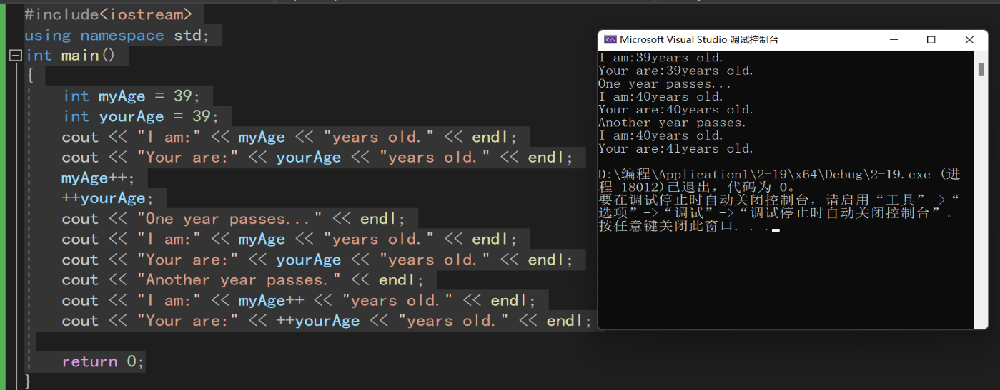 #include<iostream>
using namespace std;
int main()
{
int myAge = 39;
int yourAge = 39;
cout << "I am:" << myAge << "years old." << endl;
cout << "Your are:" << yourAge << "years old." << endl;
myAge++;
++yourAge;
cout << "One year passes... " << endl;
cout << "I am:" << myAge << "years old." << endl;
cout << "Your are:" << yourAge << "years old." << endl;
cout << "Another year passes." << endl;
cout << "I am:" << myAge++ << "years old." << endl;
cout << "Your are:" << ++yourAge << "years old." << endl;
return 0;
}
Microsoft Visual Studio 调试控制台
I am:39years old.
Your are:39years old.
One year passes...
I am:40years old.
Your are:40years old.
Another year passes.
I am:40years old.
Your are:41years old.
D:\编程\Application1\2-19\x64\Debug\2-19.exe (进
程 18012)已退出，代码为 0。
要在调试停止时自动关闭控制台，请启用“工具”->“
选项”->“调试”->“调试停止时自动关闭控制台”。
按任意键关闭此窗口. . .